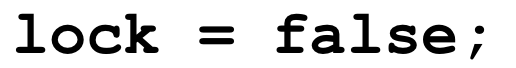 lock = false;